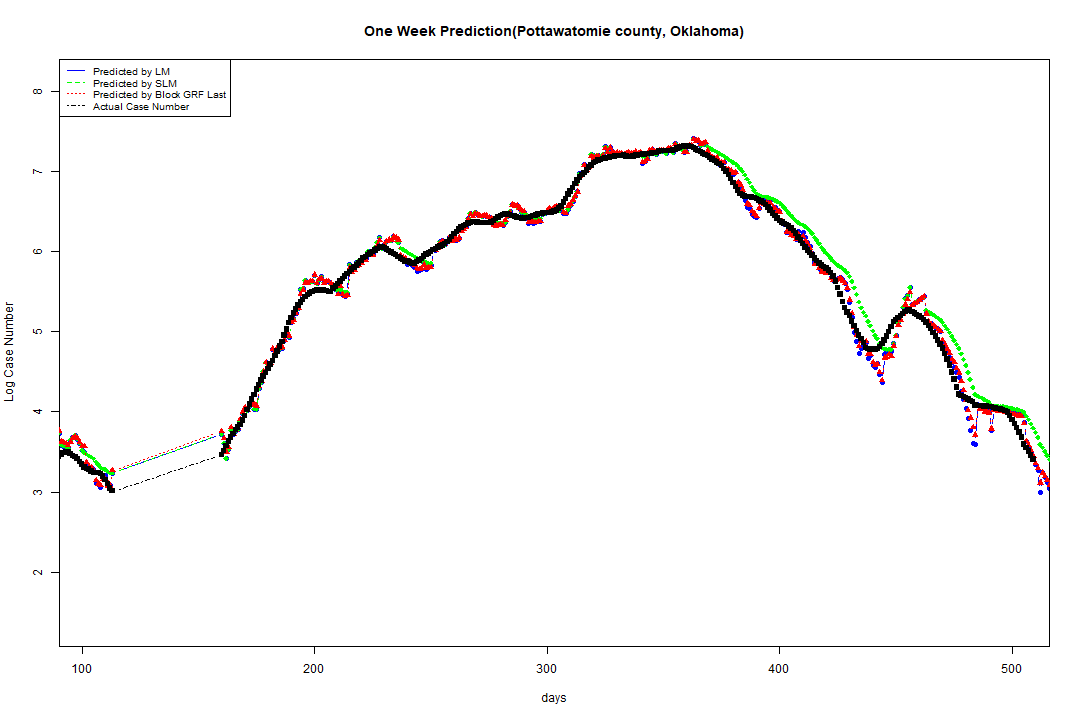 One Week Prediction(Pottawatomie county, Oklahoma)
Predicted by LM
Predicted by SLM
Predicted by Block GRF Last
Actual Case Number
8
7
6
5
4
3
2
Log Case Number
100 200 300 400 500
days